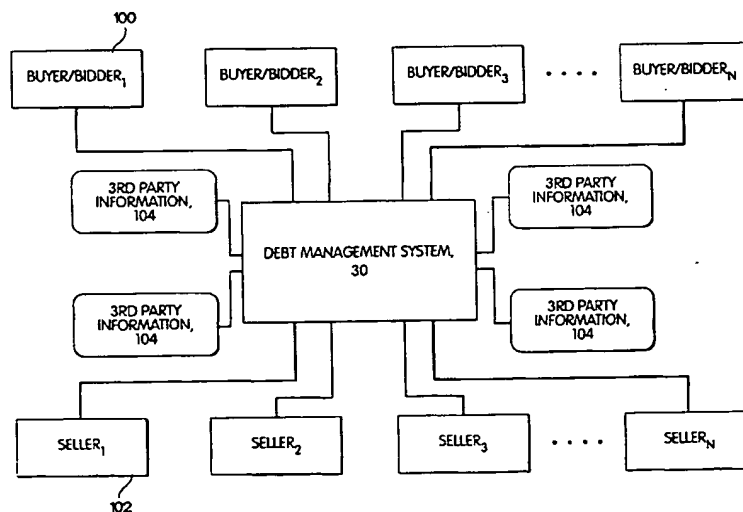 100
BUYER/BIDDER1
BUYER/BIDDER2
BUYER/BIDDER3
. . . .
BUYER/BIDDERN
3RD PARTY
INFORMATION,
104
3RD PARTY
INFORMATION,
104
DEBT MANAGEMENT SYSTEM,
30
3RD PARTY
INFORMATION,
104
3RD PARTY
INFORMATION,
104
SELLER1
SELLER2
SELLER3
. . . .
SELLERN
102